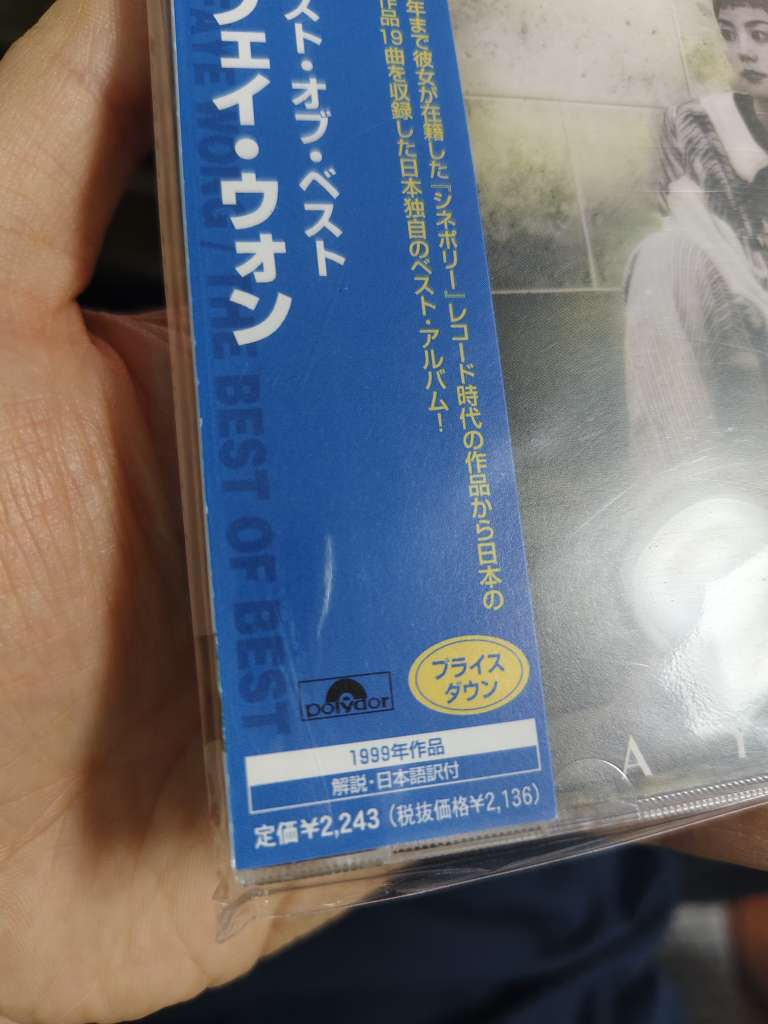 年まで彼女が在籍した『シネポリー』レコード時代の作品から日本の
作品19曲を収録した日本独自のベスト・アルバム!
スト・オブ・ベスト
フェイ・ウォン
FAYE WONG / THE BEST OF BEST
polydor
プライス
ダウン
1999年作品
解説・日本語訳付
定価¥2,243(税抜価格¥2,136)
A Y